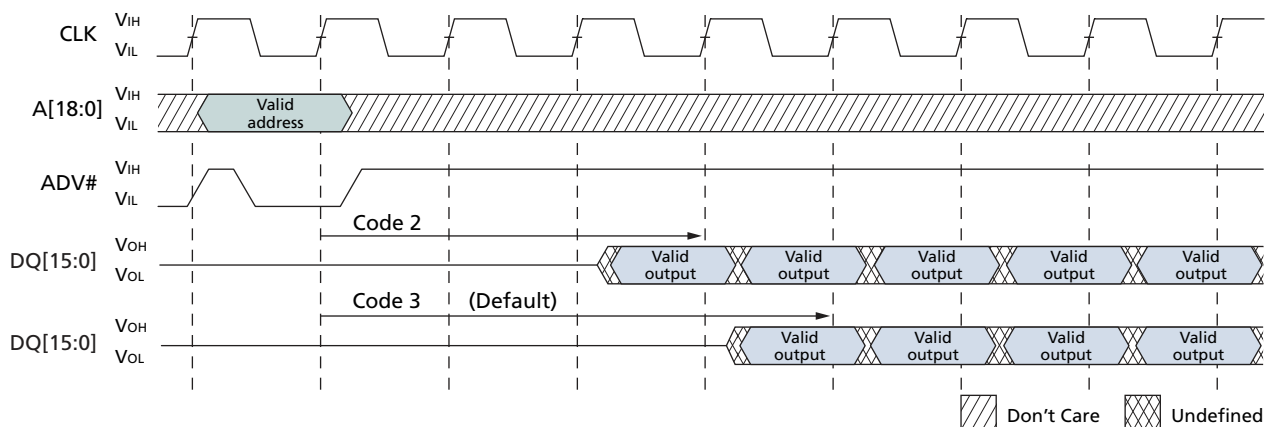 CLK
VIH
VIL
A[18:0]
VIH
VIL
Valid
address
ADV#
VIH
VIL
Code 2
DQ[15:0]
VOH
VOL
Valid
output
Valid
output
Valid
output
Valid
output
Valid
output
Code 3 (Default)
DQ[15:0]
VOH
VOL
Valid
output
Valid
output
Valid
output
Valid
output
Don't Care
Undefined